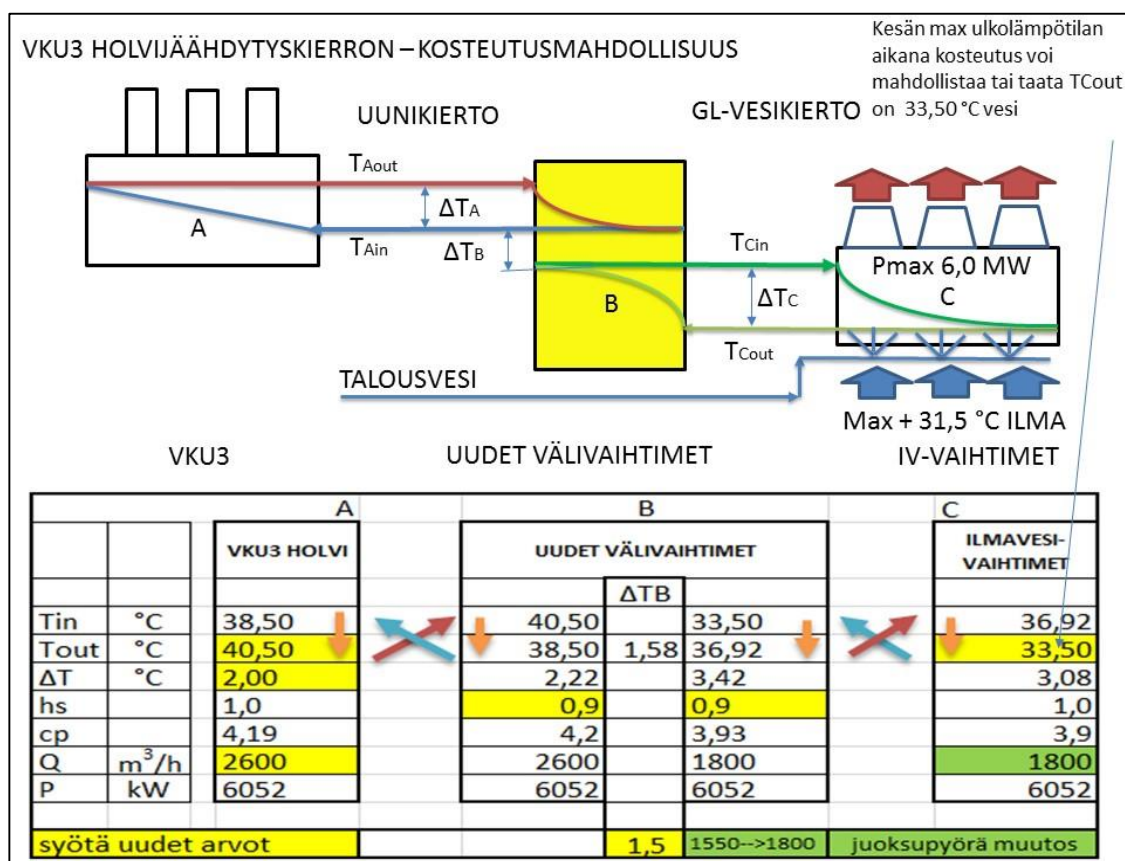 VKU3 HOLVIJÄÄHDYTYSKIERRON – KOSTEUTUSMAHDOLLISUUS
Kesän max ulkolämpötilan
aikana kosteutus voi
mahdollistaa tai taata TCout
on 33,50 °C vesi
UUNIKIERTO
GL-VESIKIERTO
TAout
ΔTA
A
TAin
ΔTB
TCin
Pmax 6,0 MW
C
B
ΔTC
TCout
TALOUSVESI
Max + 31,5 °C ILMA
VKU3 UUDET VÄLIVAIHTIMET IV-VAIHTIMET
A B C
VKU3 HOLVI UUDET VÄLIVAIHTIMET ILMAVESI-
VAIHTIMET
ΔTB
Tin °C 38,50 40,50 33,50 36,92
Tout °C 40,50 38,50 1,58 36,92 33,50
ΔT °C 2,00 2,22 3,42 3,08
hs 1,0 0,9 0,9 1,0
cp 4,19 4,2 3,93 3,9
Q m³/h 2600 2600 1800 1800
P kW 6052 6052 6052 6052
syötä uudet arvot 1,5 1550-->1800 juoksupyörä muutos